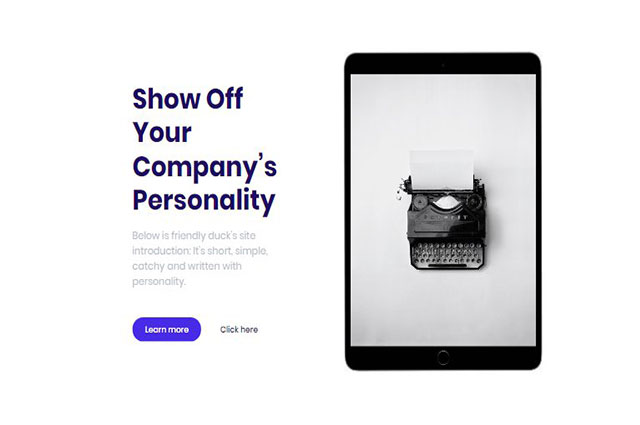 Show Off
Your
Company's
Personality
Below is friendly duck's site
introduction: It's short, simple,
catchy and written with
personality.
Learn more
Click here